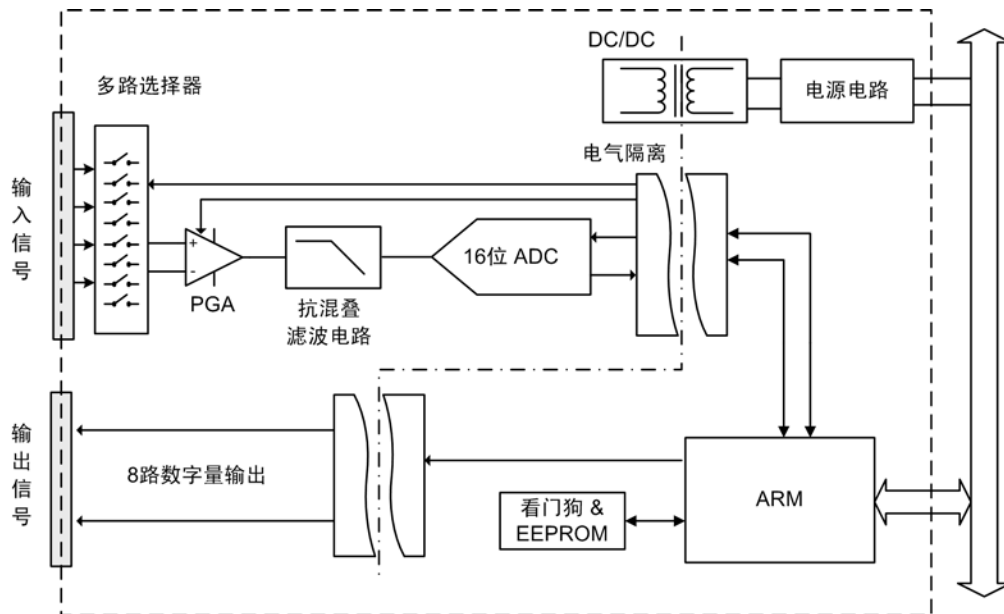 DC/DC
多路选择器
电源电路
电气隔离
输入信号
+
-
PGA
抗混叠
滤波电路
16位 ADC
输出信号
8路数字量输出
看门狗 &
EEPROM
ARM